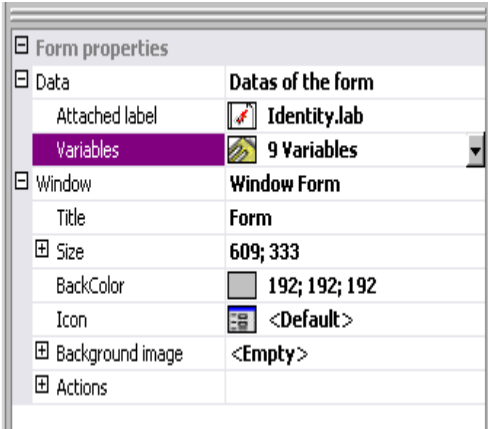 Form properties
Data Datas of the form
Attached label Identity.lab
Variables 9 Variables
Window Window Form
Title Form
Size 609; 333
BackColor 192; 192; 192
Icon <Default>
Background image <Empty>
Actions